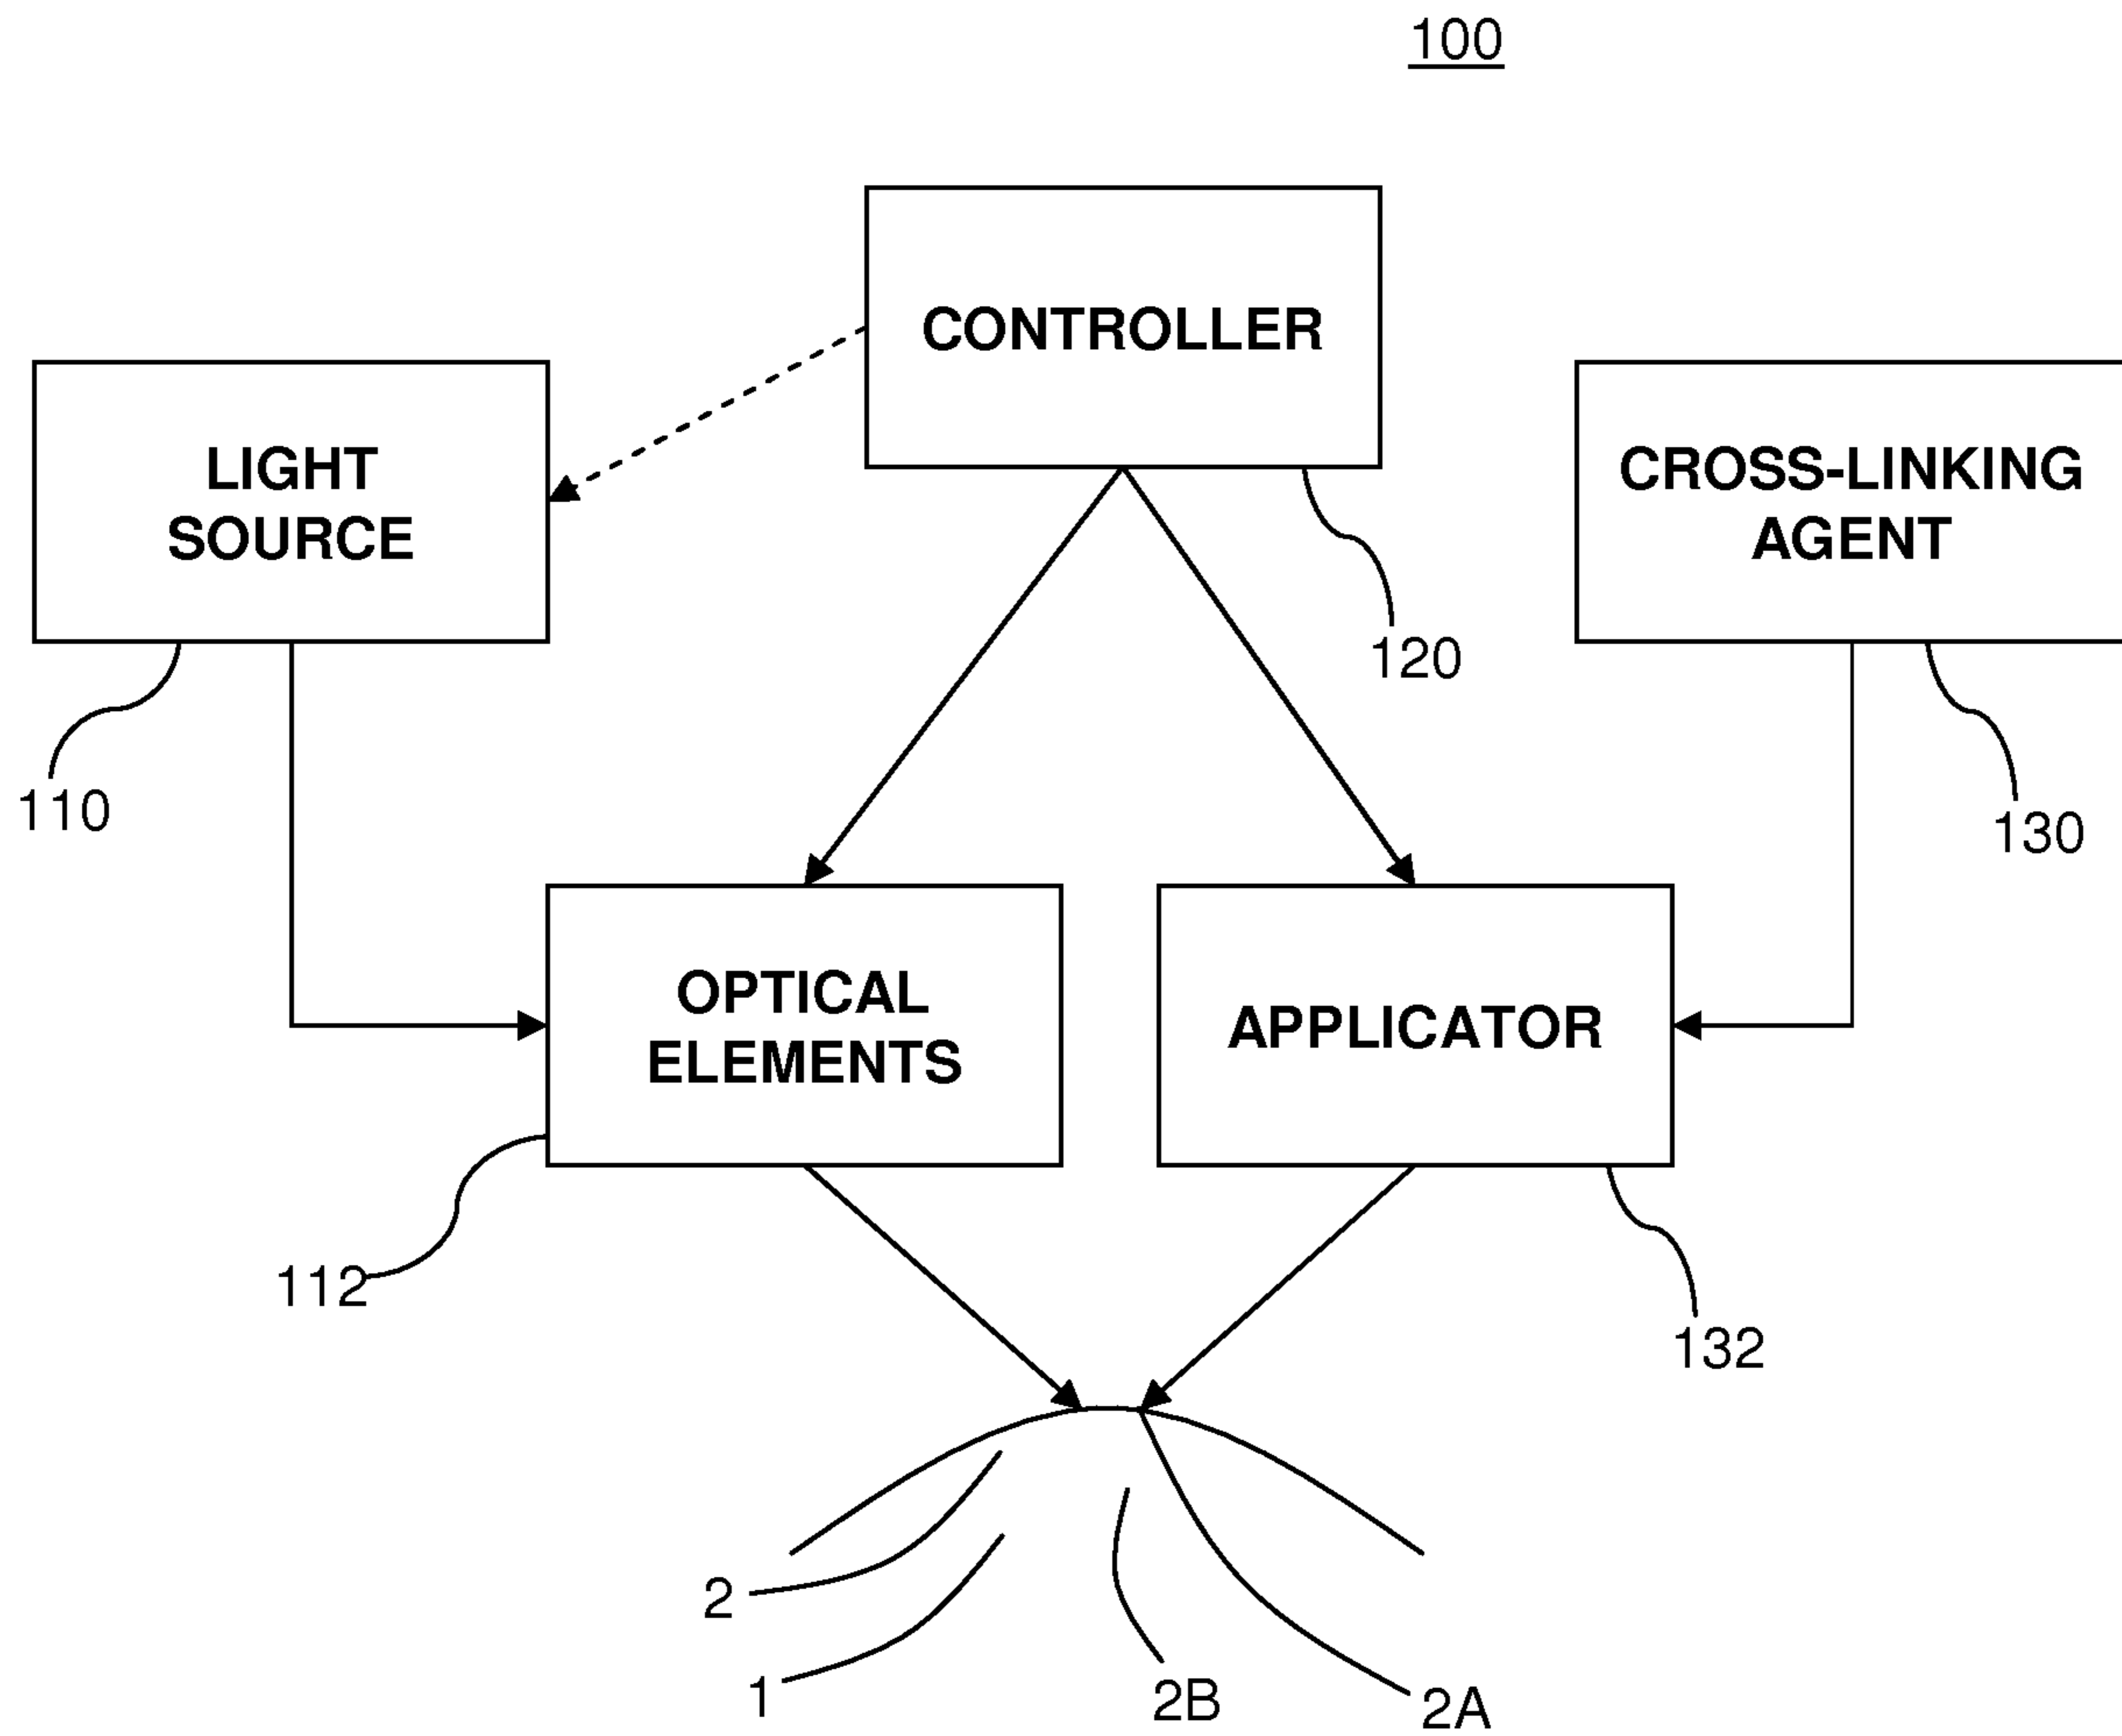 100
CONTROLLER
LIGHT
SOURCE
CROSS-LINKING
AGENT
120
110
130
OPTICAL
ELEMENTS
APPLICATOR
112
132
2
1
2B
2A